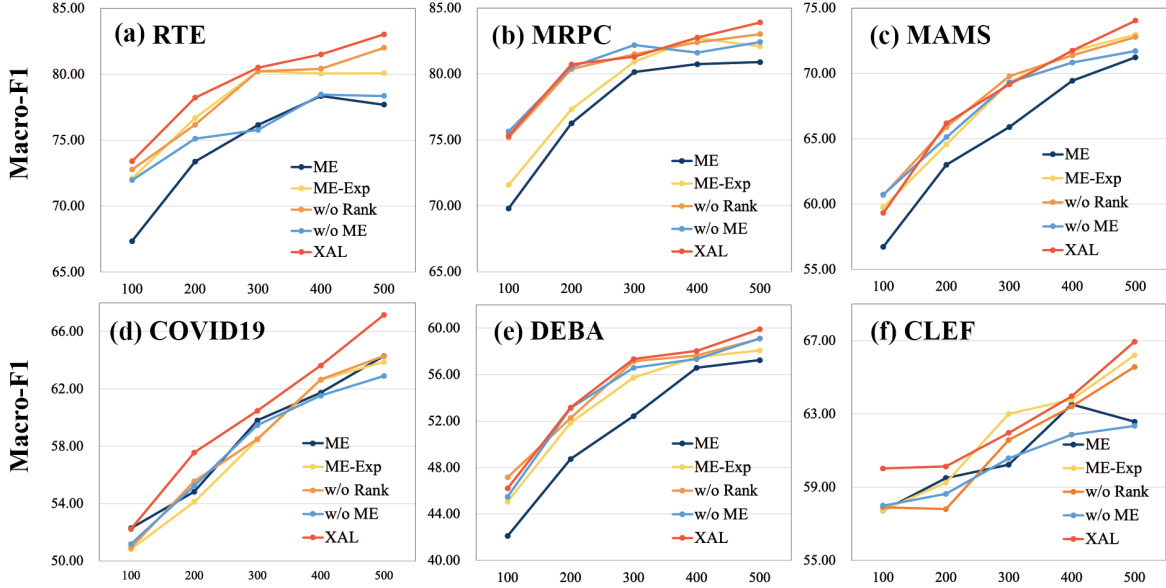 (a) RTE
Macro-F1
85.00
80.00
75.00
70.00
65.00
100 200 300 400 500
ME
ME-Exp
w/o Rank
w/o ME
XAL
(b) MRPC
85.00
80.00
75.00
70.00
65.00
100 200 300 400 500
ME
ME-Exp
w/o Rank
w/o ME
XAL
(c) MAMS
75.00
70.00
65.00
60.00
55.00
100 200 300 400 500
ME
ME-Exp
w/o Rank
w/o ME
XAL
(d) COVID19
Macro-F1
66.00
62.00
58.00
54.00
50.00
100 200 300 400 500
ME
ME-Exp
w/o Rank
w/o ME
XAL
(e) DEBA
60.00
56.00
52.00
48.00
44.00
40.00
100 200 300 400 500
ME
ME-Exp
w/o Rank
w/o ME
XAL
(f) CLEF
67.00
63.00
59.00
55.00
100 200 300 400 500
ME
ME-Exp
w/o Rank
w/o ME
XAL